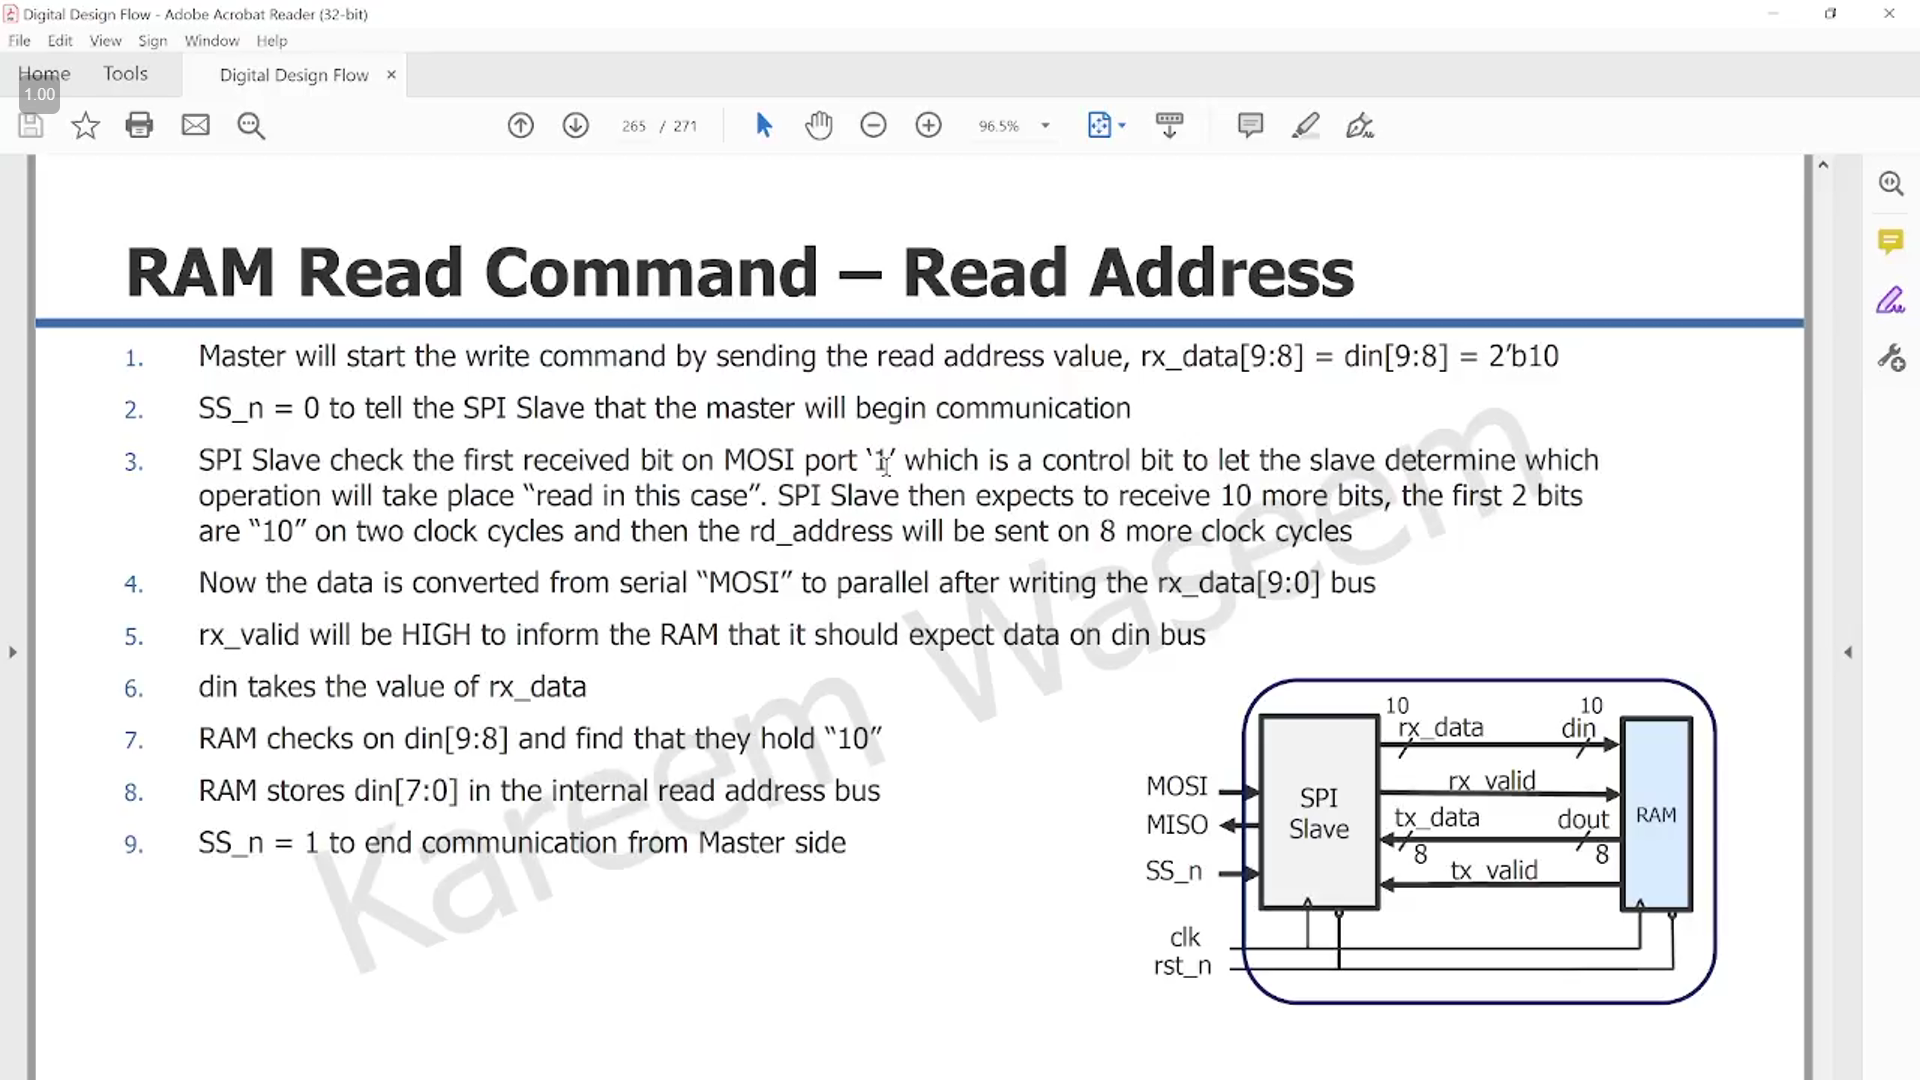 Digital Design Flow - Adobe Acrobat Reader (32-bit)
File Edit View Sign Window Help
Home Tools Digital Design Flow ×
1.00
265 / 271 96.5%
RAM Read Command – Read Address
1. Master will start the write command by sending the read address value, rx_data[9:8] = din[9:8] = 2’b10
2. SS_n = 0 to tell the SPI Slave that the master will begin communication
3. SPI Slave check the first received bit on MOSI port ‘1’ which is a control bit to let the slave determine which
operation will take place “read in this case”. SPI Slave then expects to receive 10 more bits, the first 2 bits
are “10” on two clock cycles and then the rd_address will be sent on 8 more clock cycles
4. Now the data is converted from serial “MOSI” to parallel after writing the rx_data[9:0] bus
5. rx_valid will be HIGH to inform the RAM that it should expect data on din bus
6. din takes the value of rx_data
7. RAM checks on din[9:8] and find that they hold “10”
8. RAM stores din[7:0] in the internal read address bus
9. SS_n = 1 to end communication from Master side
Kareem Waseem
10 10
rx_data din
MOSI
rx_valid
SPI
Slave
RAM
MISO
tx_data dout
8 8
SS_n
tx_valid
clk
rst_n